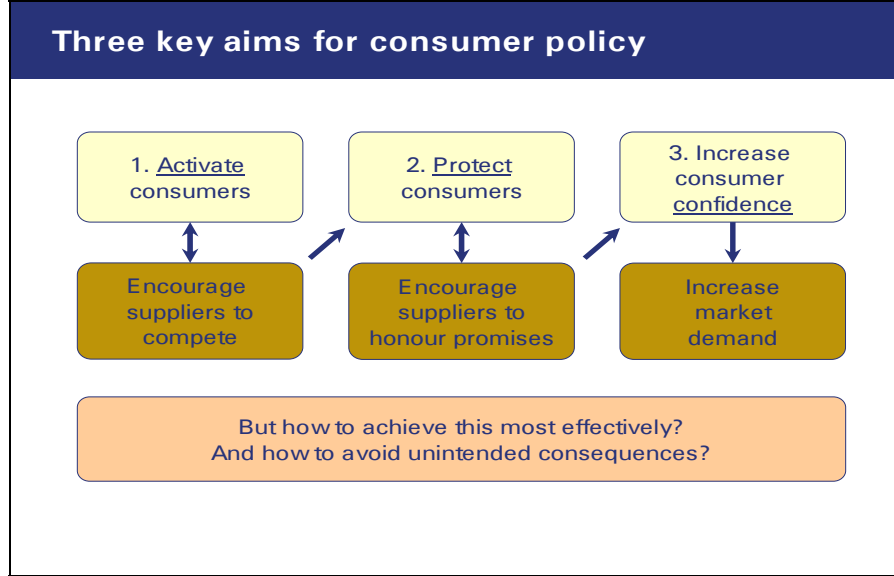 Three key aims for consumer policy
1. Activate
consumers
2. Protect
consumers
3. Increase
consumer
confidence
Encourage
suppliers to
compete
Encourage
suppliers to
honour promises
Increase
market
demand
But how to achieve this most effectively?
And how to avoid unintended consequences?